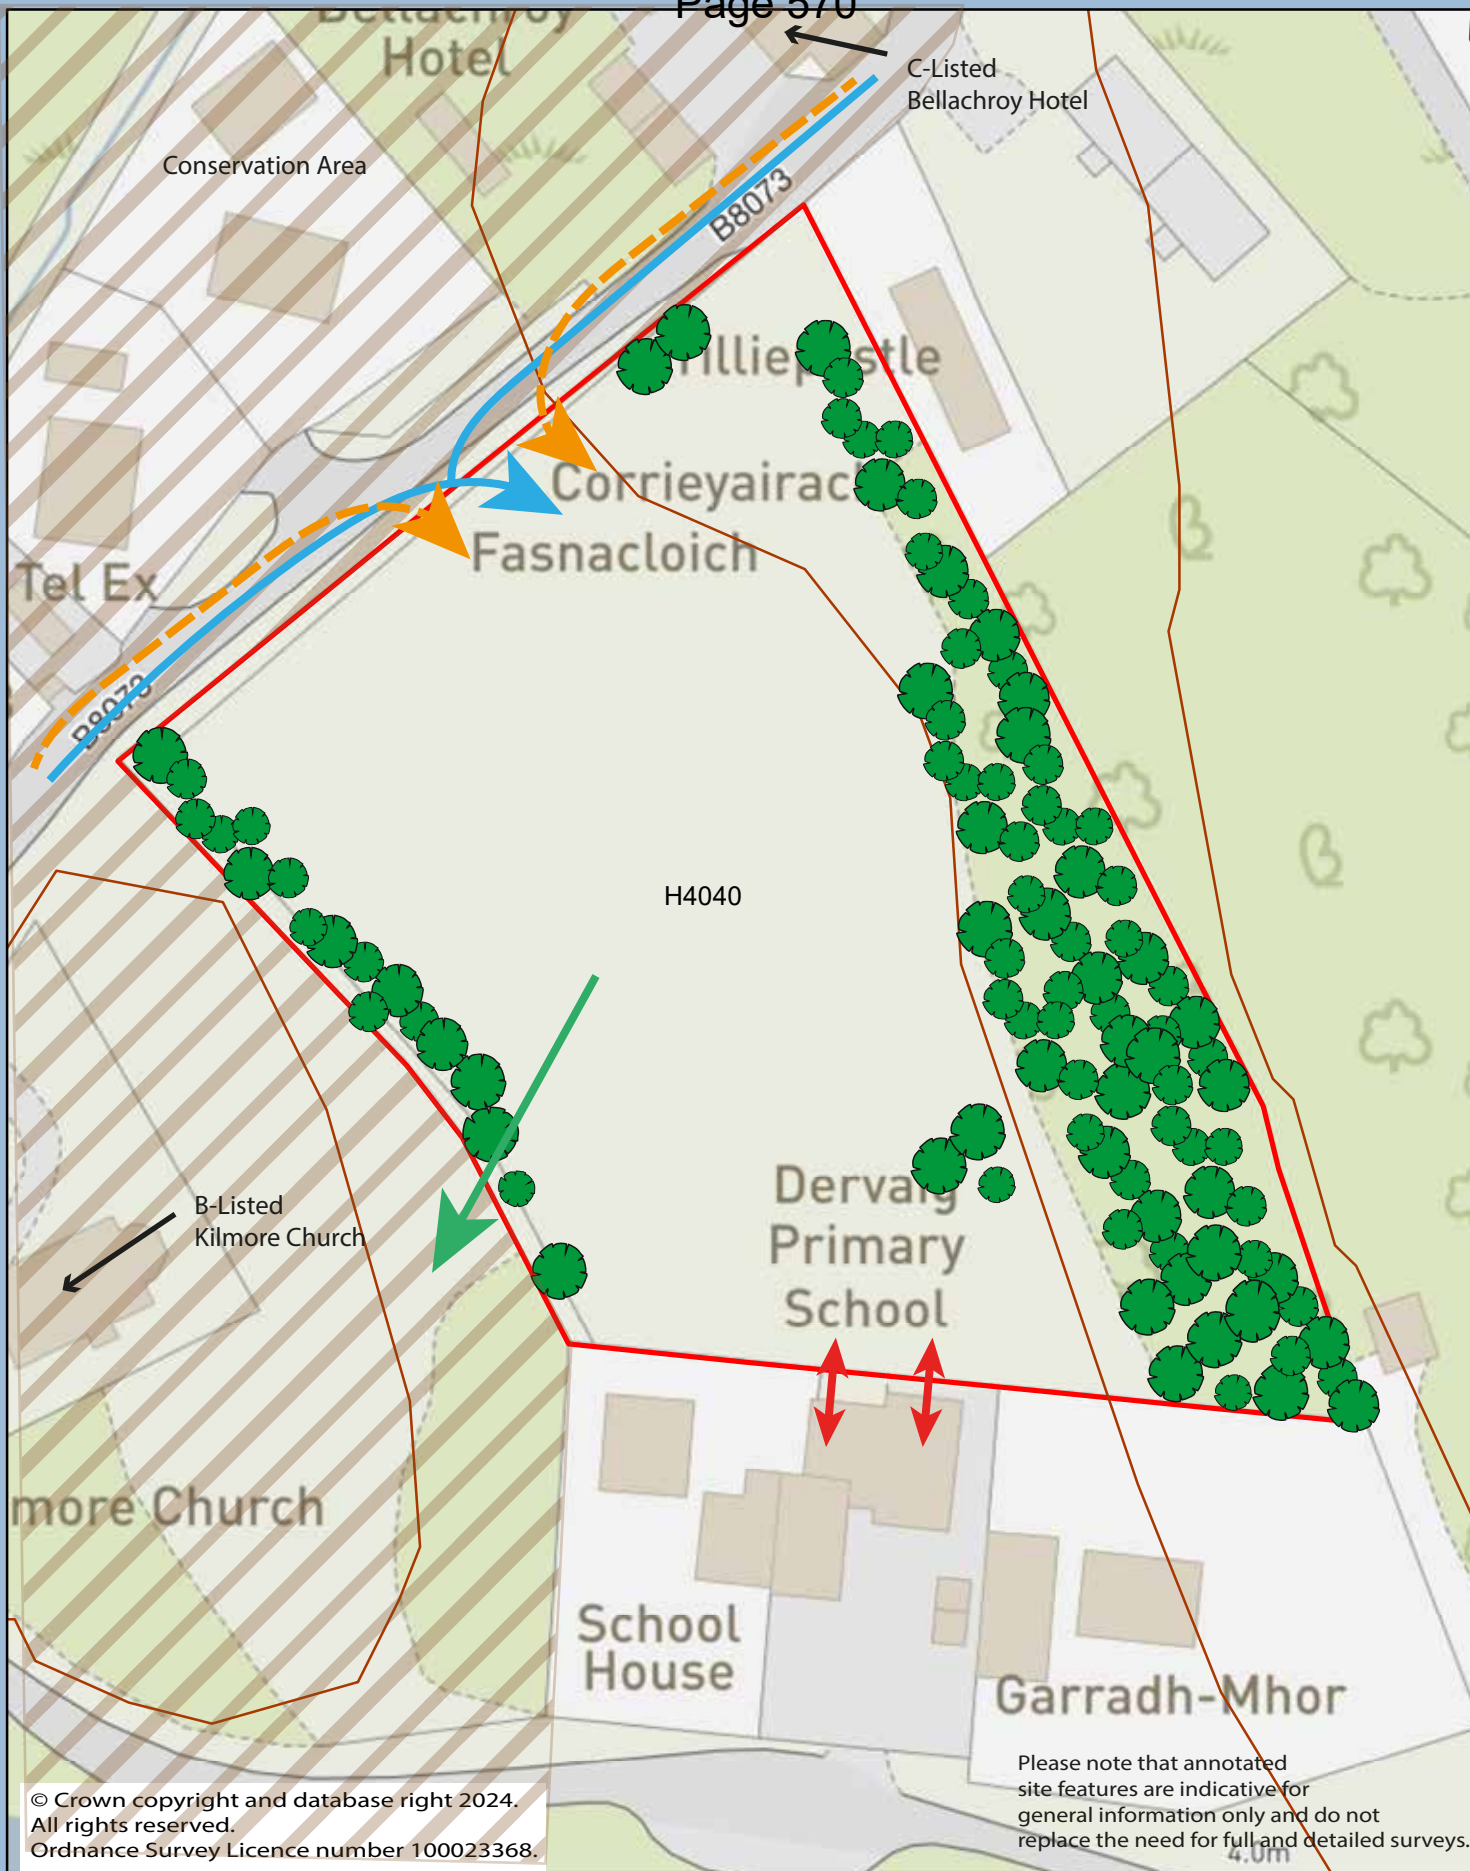 Page 570
Bellachroy
Hotel
C-Listed
Bellachroy Hotel
Conservation Area
B8073
Corrieyairac
Fasnacloich
Tel Ex
B8073
H4040
B-Listed
Kilmore Church
Dervaig
Primary
School
more Church
School
House
Garradh-Mhor
Please note that annotated
site features are indicative for
general information only and do not
replace the need for full and detailed surveys.
4.0m
© Crown copyright and database right 2024.
All rights reserved.
Ordnance Survey Licence number 100023368.